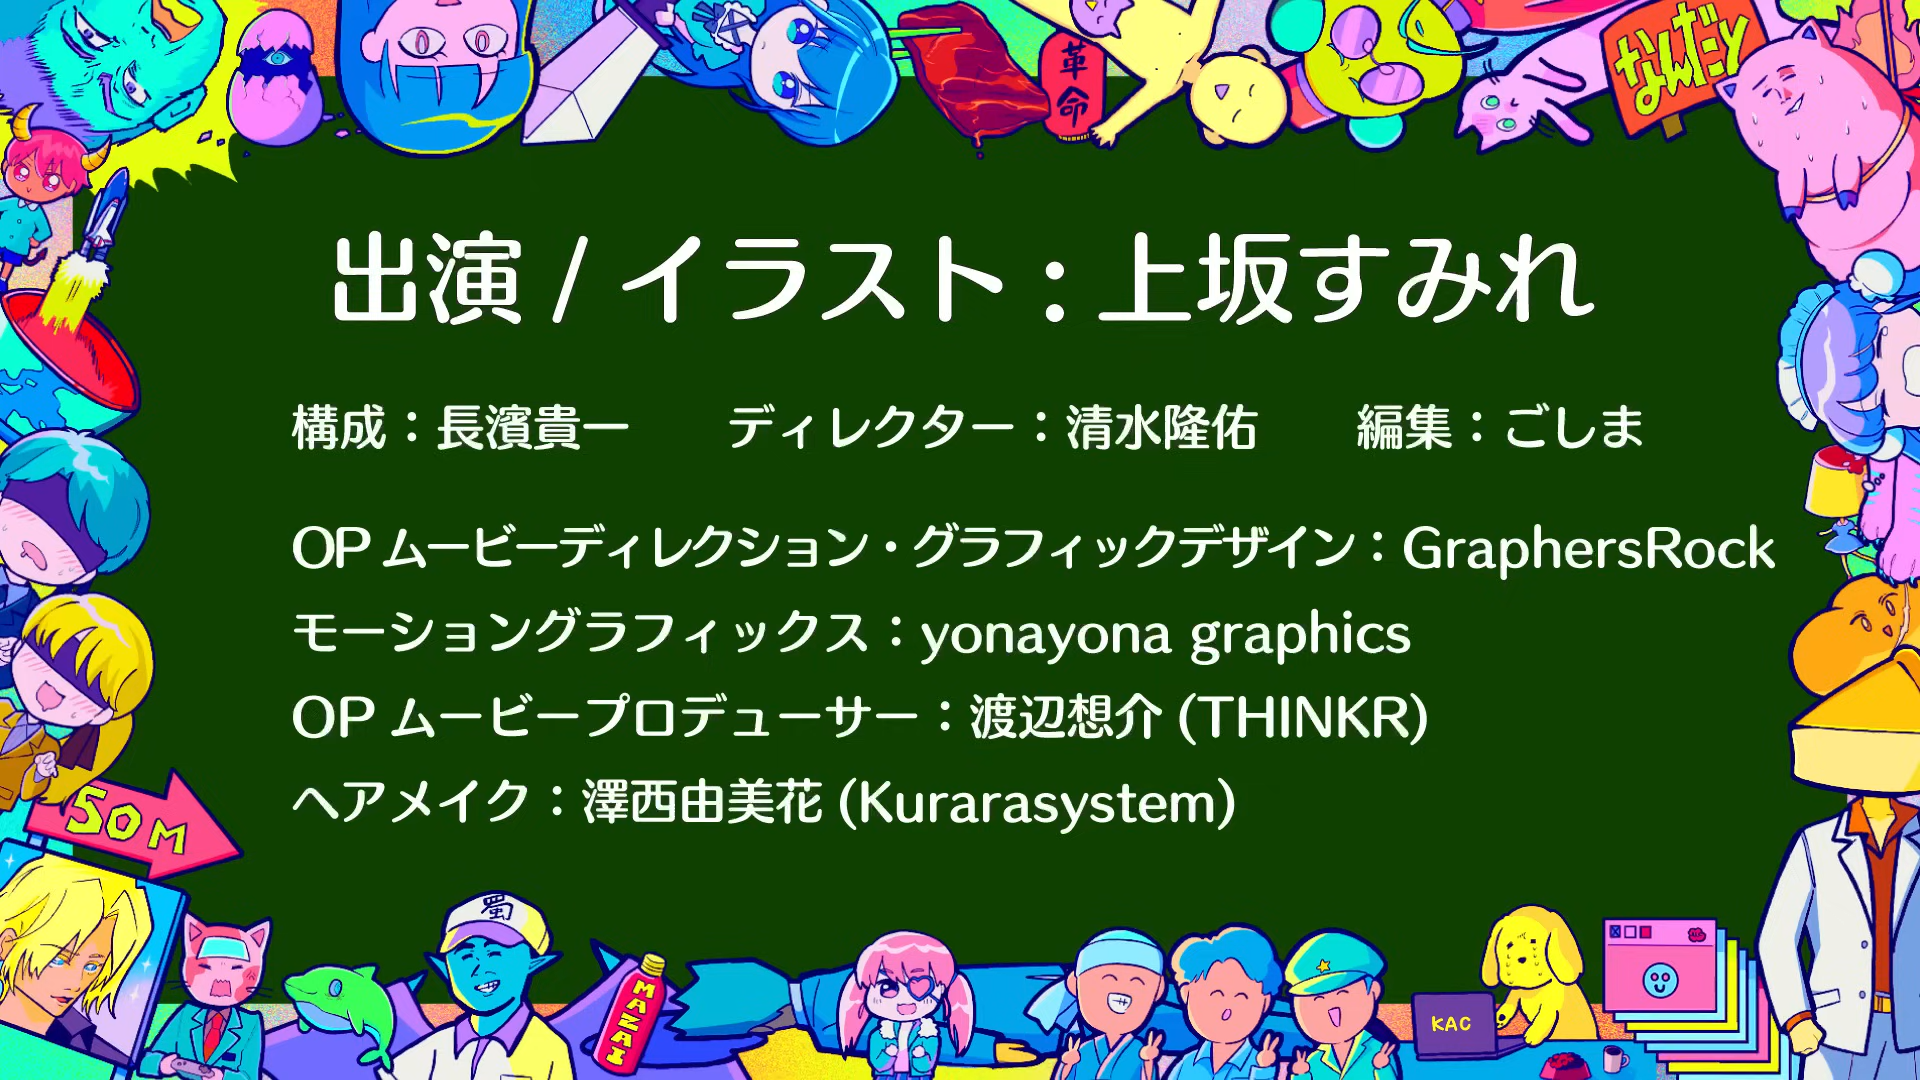 革命
なんだと
出演 / イラスト：上坂すみれ
構成：長濱貴一　　ディレクター：清水隆佑　　編集：ごしま
OPムービーディレクション・グラフィックデザイン：GraphersRock
モーショングラフィックス：yonayona graphics
OPムービープロデューサー：渡辺想介 (THINKR)
ヘアメイク：澤西由美花 (Kurarasystem)
50M
蜀
MAZAI
KAC